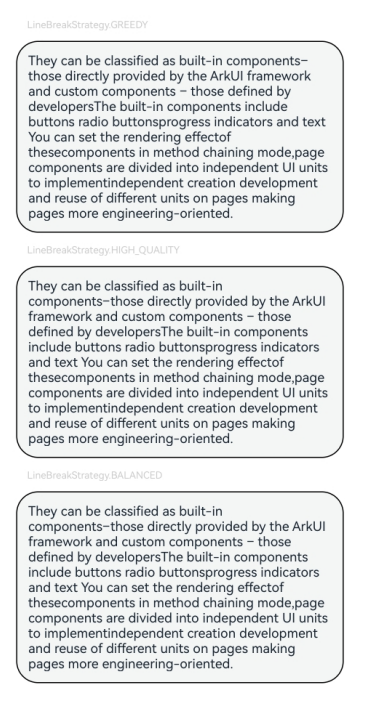 LineBreakStrategy.GREEDY
They can be classified as built-in components–
those directly provided by the ArkUI framework
and custom components – those defined by
developersThe built-in components include
buttons radio buttonsprogress indicators and text
You can set the rendering effectof
thesecomponents in method chaining mode,page
components are divided into independent UI units
to implementindependent creation development
and reuse of different units on pages making
pages more engineering-oriented.
LineBreakStrategy.HIGH_QUALITY
They can be classified as built-in
components–those directly provided by the ArkUI
framework and custom components – those
defined by developersThe built-in components
include buttons radio buttonsprogress indicators
and text You can set the rendering effectof
thesecomponents in method chaining mode,page
components are divided into independent UI units
to implementindependent creation development
and reuse of different units on pages making
pages more engineering-oriented.
LineBreakStrategy.BALANCED
They can be classified as built-in
components–those directly provided by the ArkUI
framework and custom components – those
defined by developersThe built-in components
include buttons radio buttonsprogress indicators
and text You can set the rendering effectof
thesecomponents in method chaining mode,page
components are divided into independent UI units
to implementindependent creation development
and reuse of different units on pages making
pages more engineering-oriented.